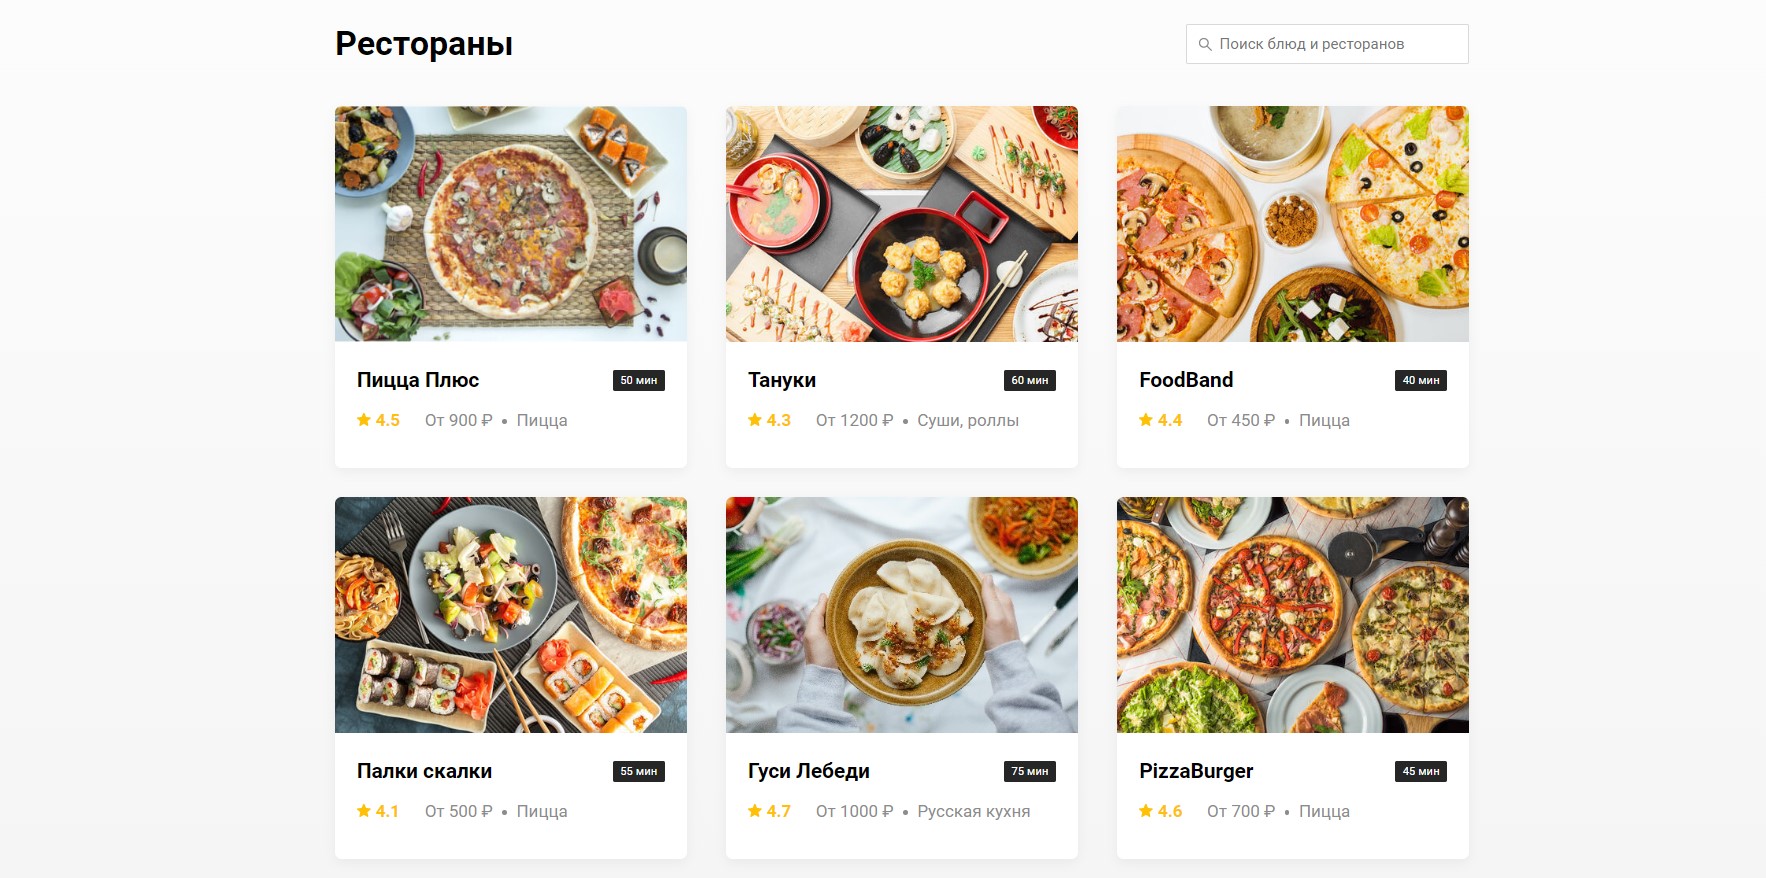 Рестораны
Поиск блюд и ресторанов
Пицца Плюс
50 мин
4.5 От 900 ₽ • Пицца
Тануки
60 мин
4.3 От 1200 ₽ • Суши, роллы
FoodBand
40 мин
4.4 От 450 ₽ • Пицца
Палки скалки
55 мин
4.1 От 500 ₽ • Пицца
Гуси Лебеди
75 мин
4.7 От 1000 ₽ • Русская кухня
PizzaBurger
45 мин
4.6 От 700 ₽ • Пицца